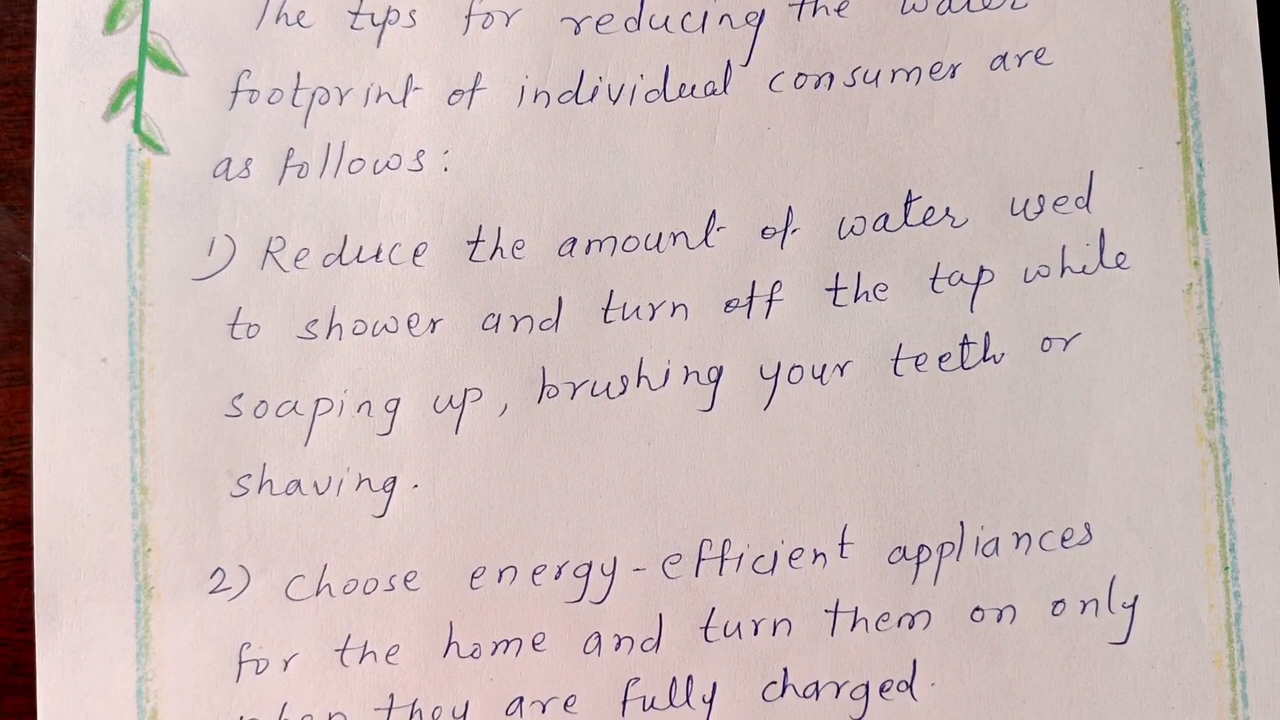 The tips for reducing the water
footprint of individual consumer are
as follows:
1) Reduce the amount of water used
to shower and turn off the tap while
soaping up, brushing your teeth or
shaving.
2) Choose energy-efficient appliances
for the home and turn them on only
when they are fully charged.